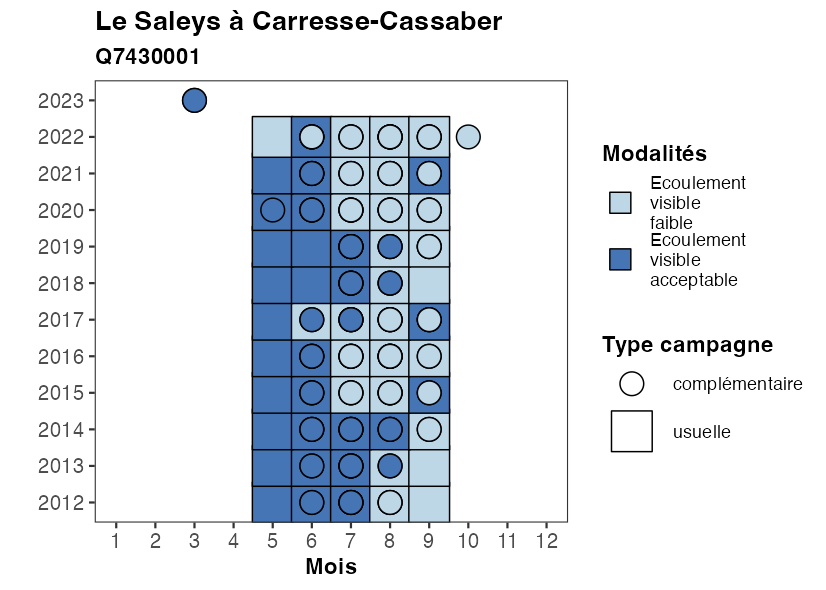 Le Saleys à Carresse-Cassaber
Q7430001
2023
2022
2021
2020
2019
2018
2017
2016
2015
2014
2013
2012
1 2 3 4 5 6 7 8 9 10 11 12
Mois
Modalités
Ecoulement
visible
faible
Ecoulement
visible
acceptable
Type campagne
complémentaire
usuelle